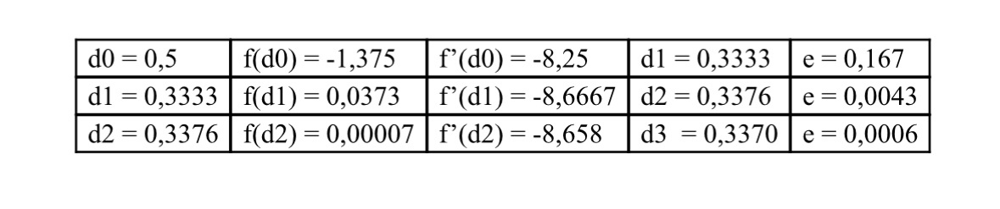 d0 = 0,5 f(d0) = -1,375 f’(d0) = -8,25 d1 = 0,3333 e = 0,167
d1 = 0,3333 f(d1) = 0,0373 f’(d1) = -8,6667 d2 = 0,3376 e = 0,0043
d2 = 0,3376 f(d2) = 0,00007 f’(d2) = -8,658 d3 = 0,3370 e = 0,0006